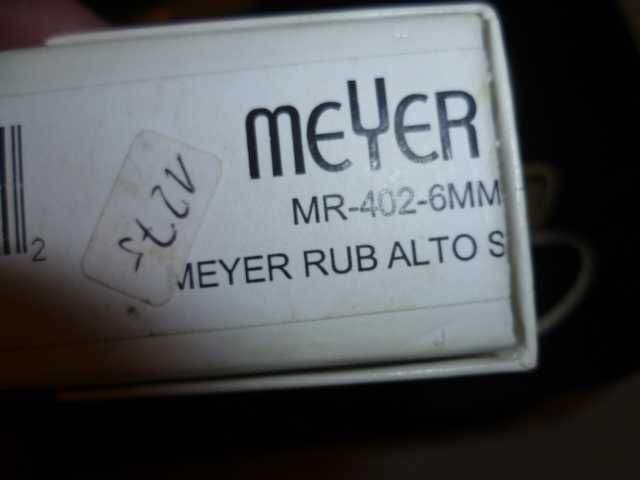 MEYER
MR-402-6MM
MEYER RUB ALTO S
2